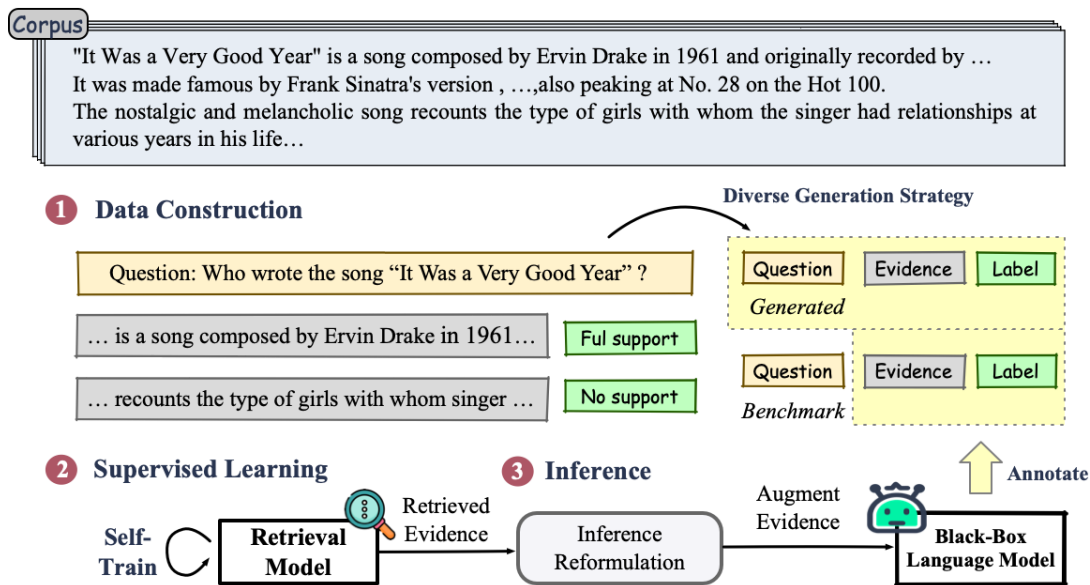 Corpus
"It Was a Very Good Year" is a song composed by Ervin Drake in 1961 and originally recorded by …
It was made famous by Frank Sinatra's version , …,also peaking at No. 28 on the Hot 100.
The nostalgic and melancholic song recounts the type of girls with whom the singer had relationships at
various years in his life…
1 Data Construction
Diverse Generation Strategy
Question: Who wrote the song “It Was a Very Good Year” ?
Question Evidence Label
Generated
… is a song composed by Ervin Drake in 1961… Ful support
… recounts the type of girls with whom singer … No support
Question Evidence Label
Benchmark
2 Supervised Learning
3 Inference
Annotate
Self-
Train
Retrieval
Model
Retrieved
Evidence
Inference
Reformulation
Augment
Evidence
Black-Box
Language Model